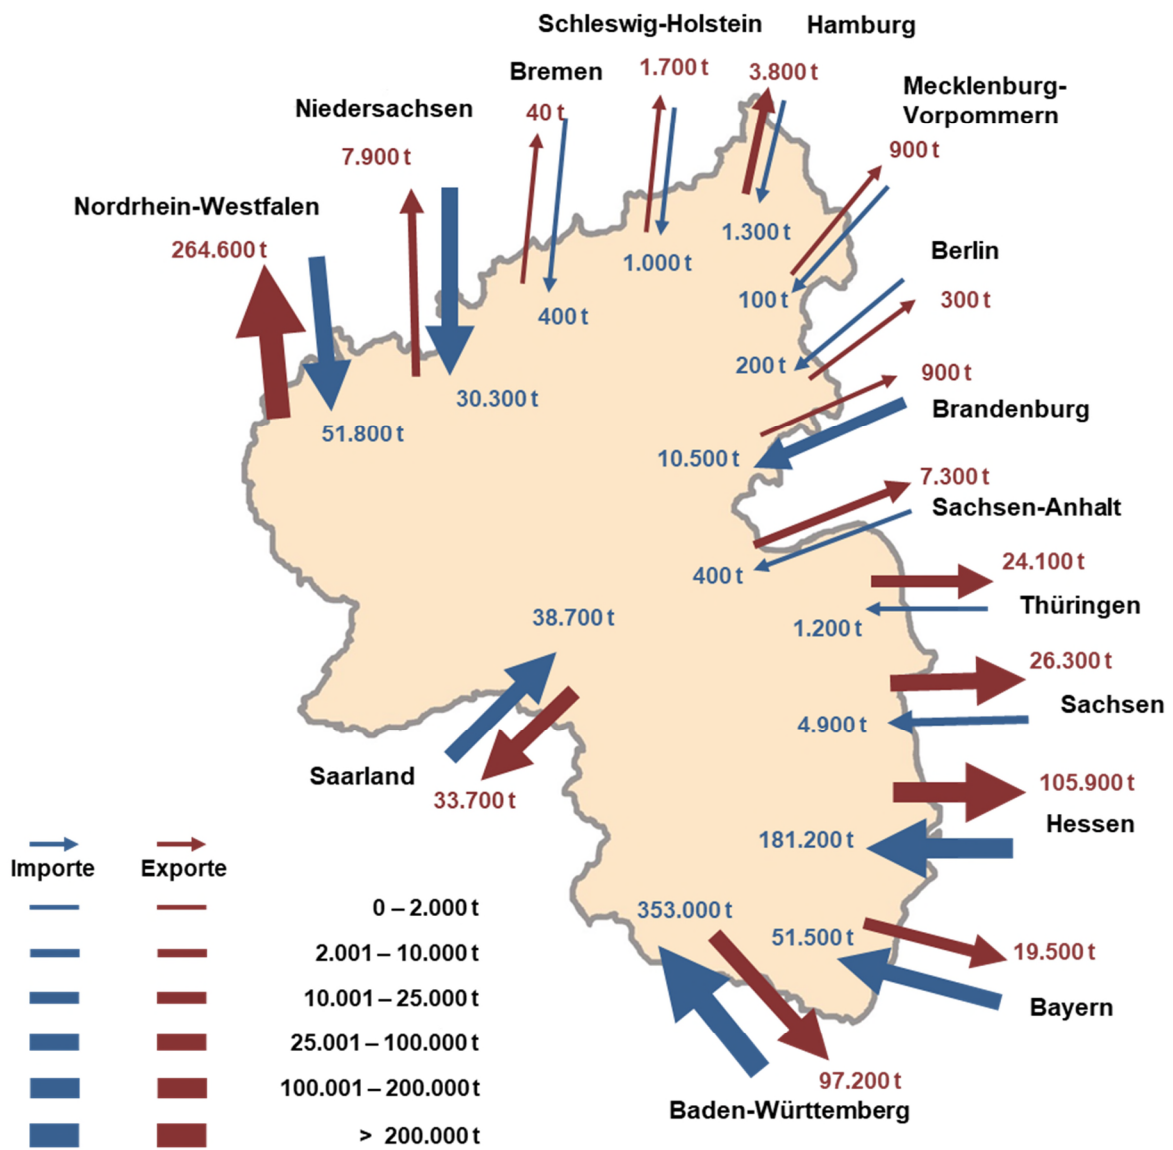 Schleswig-Holstein
1.700 t
Hamburg
3.800 t
Bremen
40 t
Mecklenburg-
Vorpommern
900 t
Niedersachsen
7.900 t
Nordrhein-Westfalen
264.600 t
1.300 t
1.000 t
Berlin
100 t
300 t
400 t
200 t
900 t
30.300 t
Brandenburg
51.800 t
10.500 t
7.300 t
Sachsen-Anhalt
400 t
24.100 t
Thüringen
38.700 t
1.200 t
26.300 t
Sachsen
4.900 t
Saarland
33.700 t
105.900 t
Hessen
181.200 t
353.000 t
51.500 t
19.500 t
Bayern
97.200 t
Baden-Württemberg
Importe Exporte
0 – 2.000 t
2.001 – 10.000 t
10.001 – 25.000 t
25.001 – 100.000 t
100.001 – 200.000 t
> 200.000 t